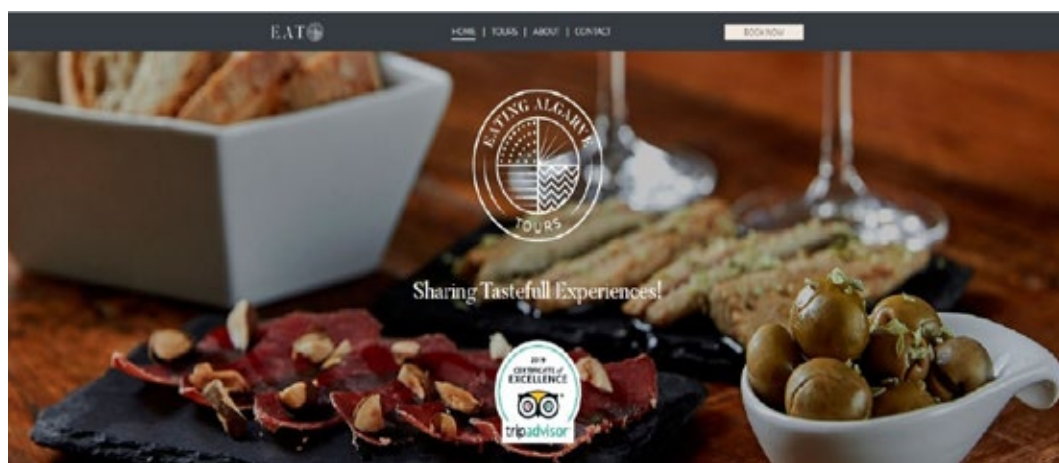 EAT
HOME | TOURS | ABOUT | CONTACT
BOOK NOW
EATING ALGARVE
TOURS
Sharing Tastefull Experiences!
2019
CERTIFICATE of
EXCELLENCE
tripadvisor